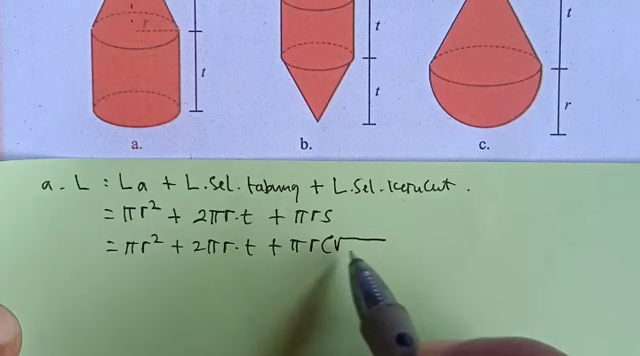 r
t
t
t
t
r
a.
b.
c.
a. L : La + L.sel.tabung + L.sel.kerucut.
= πr² + 2πr.t + πrs
= πr² + 2πr.t + πr(√